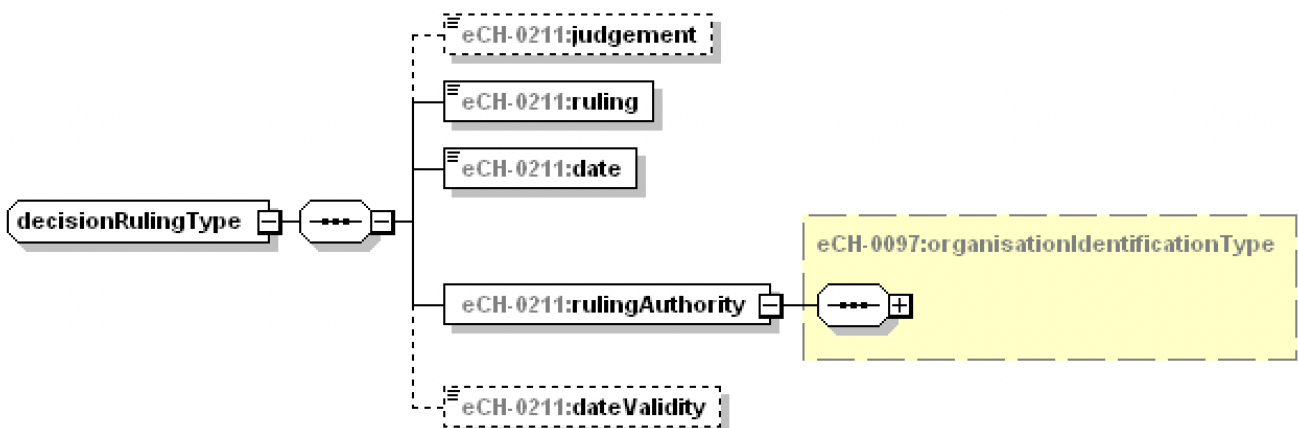 eCH-0211:judgement
eCH-0211:ruling
eCH-0211:date
decisionRulingType
eCH-0097:organisationIdentificationType
eCH-0211:rulingAuthority
eCH-0211:dateValidity